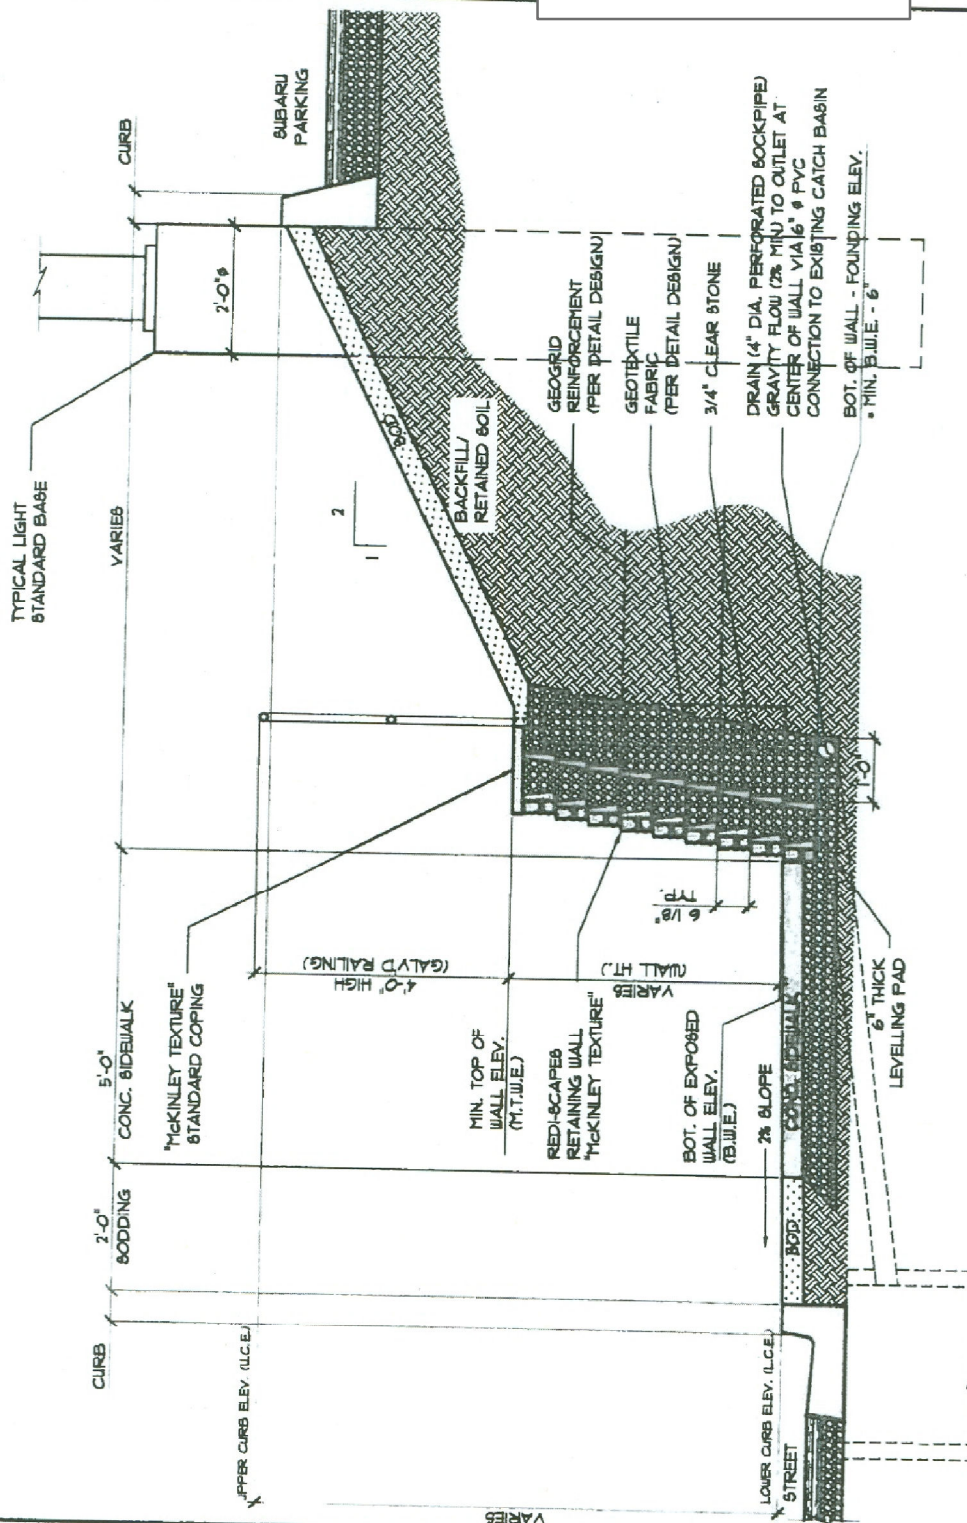 TYPICAL LIGHT
STANDARD BASE
CURB
VARIES
5'-0"
CONC. SIDEWALK
2'-0"
SODDING
CURB
SUBARU
PARKING
2'-0"φ
"McKINLEY TEXTURE"
STANDARD COPING
4'-0" HIGH
(GALV'D RAILING)
SOD
2
1
BACKFILL/
RETAINED SOIL
GEOGRID
REINFORCEMENT
(PER DETAIL DESIGN)
GEOTEXTILE
FABRIC
(PER DETAIL DESIGN)
3/4" CLEAR STONE
DRAIN (4" DIA. PERFORATED SOCKPIPE)
GRAVITY FLOW (2% MIN.) TO OUTLET AT
CENTER OF WALL VIA 6" φ PVC
CONNECTION TO EXISTING CATCH BASIN
BOT. OF WALL - FOUNDING ELEV.
• MIN. B.W.E. - 6"
MIN. TOP OF
WALL ELEV.
(M.T.W.E.)
REDI-SCAPES
RETAINING WALL
"McKINLEY TEXTURE"
6 1/8"
TYP.
VARIES
(WALL HT.)
BOT. OF EXPOSED
WALL ELEV.
(B.W.E.)
2% SLOPE
CONC. SIDEWALK
SOD
1'-0"
6" THICK
LEVELLING PAD
UPPER CURB ELEV. (U.C.E.)
LOWER CURB ELEV. (L.C.E.)
STREET
VARIES